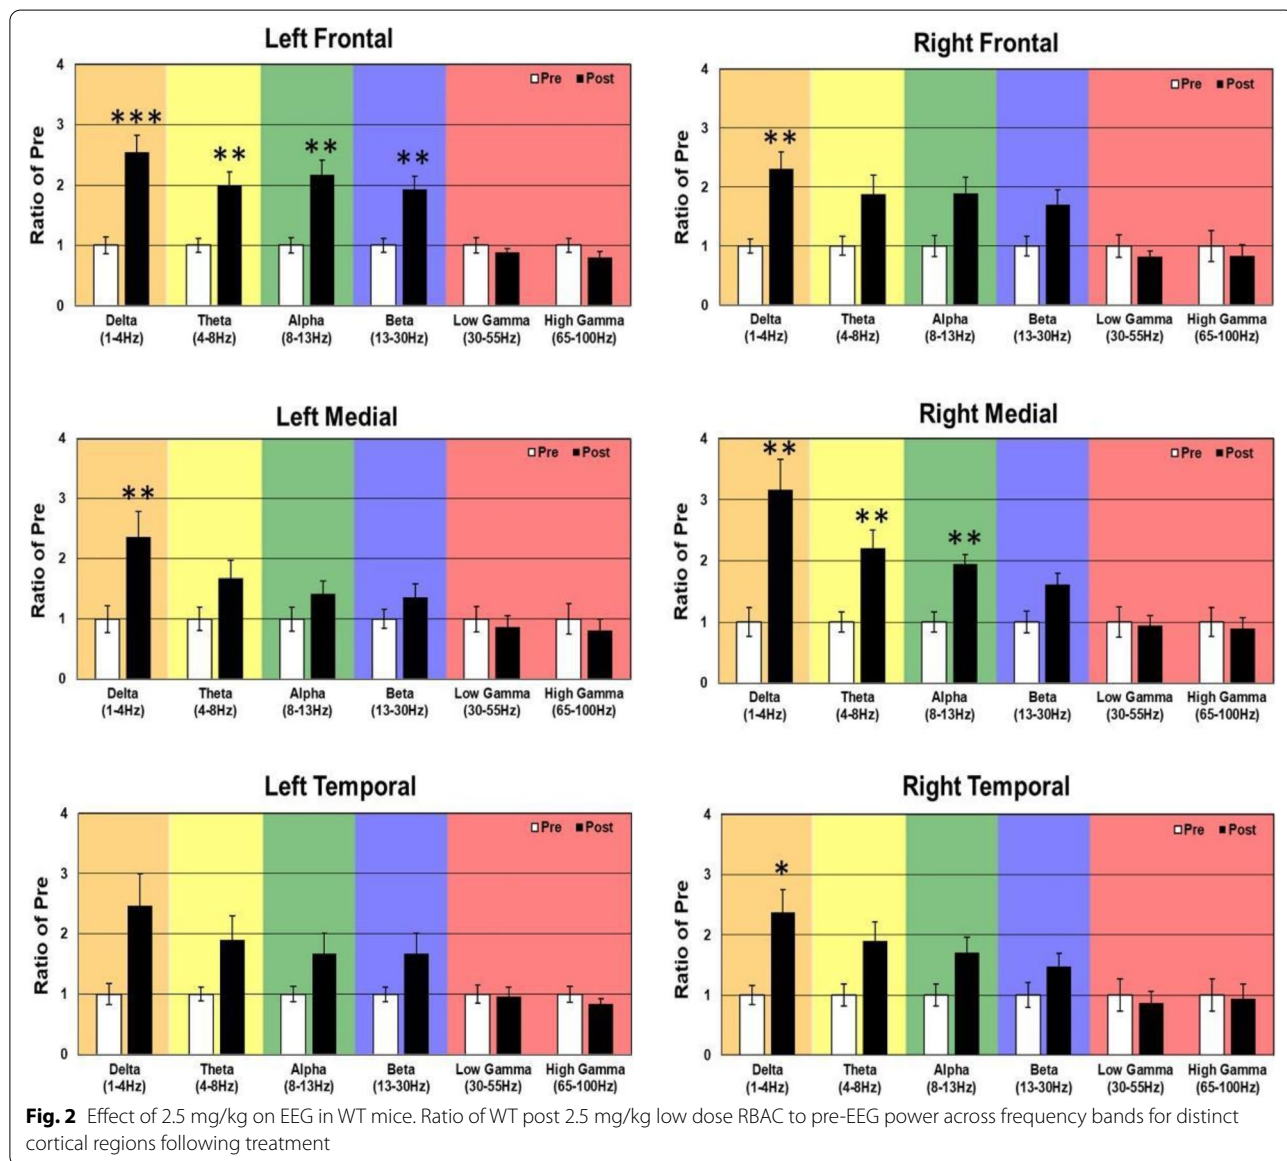 Left Frontal
4
3
2
1
0
Ratio of Pre
Pre Post
***
**
**
**
Delta Theta Alpha Beta Low Gamma High Gamma
(1-4Hz) (4-8Hz) (8-13Hz) (13-30Hz) (30-55Hz) (65-100Hz)
Right Frontal
4
3
2
1
0
Ratio of Pre
Pre Post
**
Delta Theta Alpha Beta Low Gamma High Gamma
(1-4Hz) (4-8Hz) (8-13Hz) (13-30Hz) (30-55Hz) (65-100Hz)
Left Medial
4
3
2
1
0
Ratio of Pre
Pre Post
**
Delta Theta Alpha Beta Low Gamma High Gamma
(1-4Hz) (4-8Hz) (8-13Hz) (13-30Hz) (30-55Hz) (65-100Hz)
Right Medial
4
3
2
1
0
Ratio of Pre
Pre Post
**
**
**
Delta Theta Alpha Beta Low Gamma High Gamma
(1-4Hz) (4-8Hz) (8-13Hz) (13-30Hz) (30-55Hz) (65-100Hz)
Left Temporal
4
3
2
1
0
Ratio of Pre
Pre Post
Delta Theta Alpha Beta Low Gamma High Gamma
(1-4Hz) (4-8Hz) (8-13Hz) (13-30Hz) (30-55Hz) (65-100Hz)
Right Temporal
4
3
2
1
0
Ratio of Pre
Pre Post
*
Delta Theta Alpha Beta Low Gamma High Gamma
(1-4Hz) (4-8Hz) (8-13Hz) (13-30Hz) (30-55Hz) (65-100Hz)
Fig. 2 Effect of 2.5 mg/kg on EEG in WT mice. Ratio of WT post 2.5 mg/kg low dose RBAC to pre-EEG power across frequency bands for distinct
cortical regions following treatment